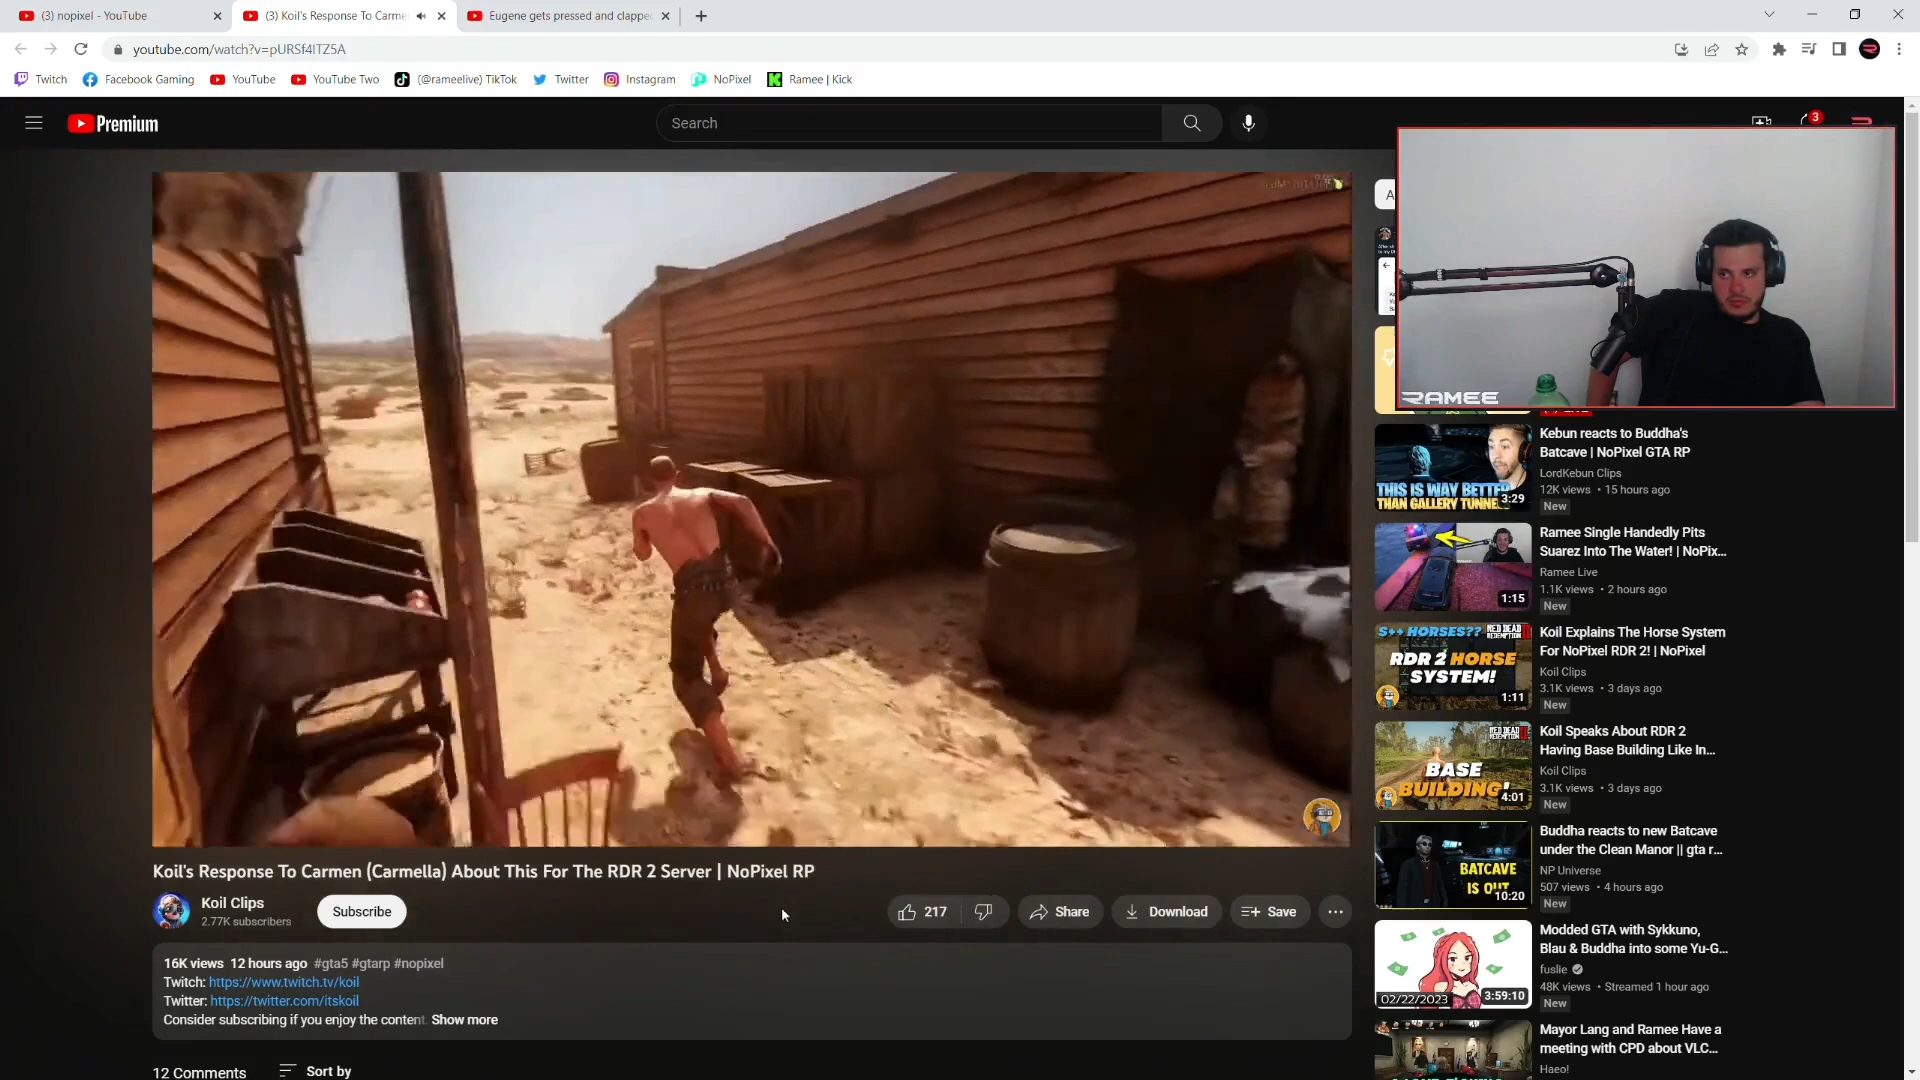 (3) nopixel - YouTube
(3) Koil's Response To Carme
Eugene gets pressed and clappe
youtube.com/watch?v=pURSf4ITZ5A
Twitch
Facebook Gaming
YouTube
YouTube Two
(@rameelive) TikTok
Twitter
Instagram
NoPixel
Ramee | Kick
Premium
Search
3
A
RAMEE
Kebun reacts to Buddha's
Batcave | NoPixel GTA RP
LordKebun Clips
12K views • 15 hours ago
New
THIS IS WAY BETTER
THAN GALLERY TUNNE
3:29
Ramee Single Handedly Pits
Suarez Into The Water! | NoPix...
Ramee Live
1.1K views • 2 hours ago
New
1:15
Koil Explains The Horse System
For NoPixel RDR 2! | NoPixel
Koil Clips
3.1K views • 3 days ago
New
S++ HORSES??
RED DEAD
REDEMPTION
RDR 2 HORSE
SYSTEM!
1:11
Koil Speaks About RDR 2
Having Base Building Like In...
Koil Clips
3.1K views • 3 days ago
New
RED DEAD
REDEMPTION
BASE
BUILDING
4:01
Buddha reacts to new Batcave
under the Clean Manor || gta r...
NP Universe
507 views • 4 hours ago
New
BATCAVE
IS OUT
10:20
Modded GTA with Sykkuno,
Blau & Buddha into some Yu-G...
fuslie
48K views • Streamed 1 hour ago
New
02/22/2023
3:59:10
Mayor Lang and Ramee Have a
meeting with CPD about VLC...
Haeo!
Koil's Response To Carmen (Carmella) About This For The RDR 2 Server | NoPixel RP
Koil Clips
2.77K subscribers
Subscribe
217
Share
Download
Save
16K views 12 hours ago #gta5 #gtarp #nopixel
Twitch: https://www.twitch.tv/koil
Twitter: https://twitter.com/itskoil
Consider subscribing if you enjoy the content. Show more
12 Comments
Sort by